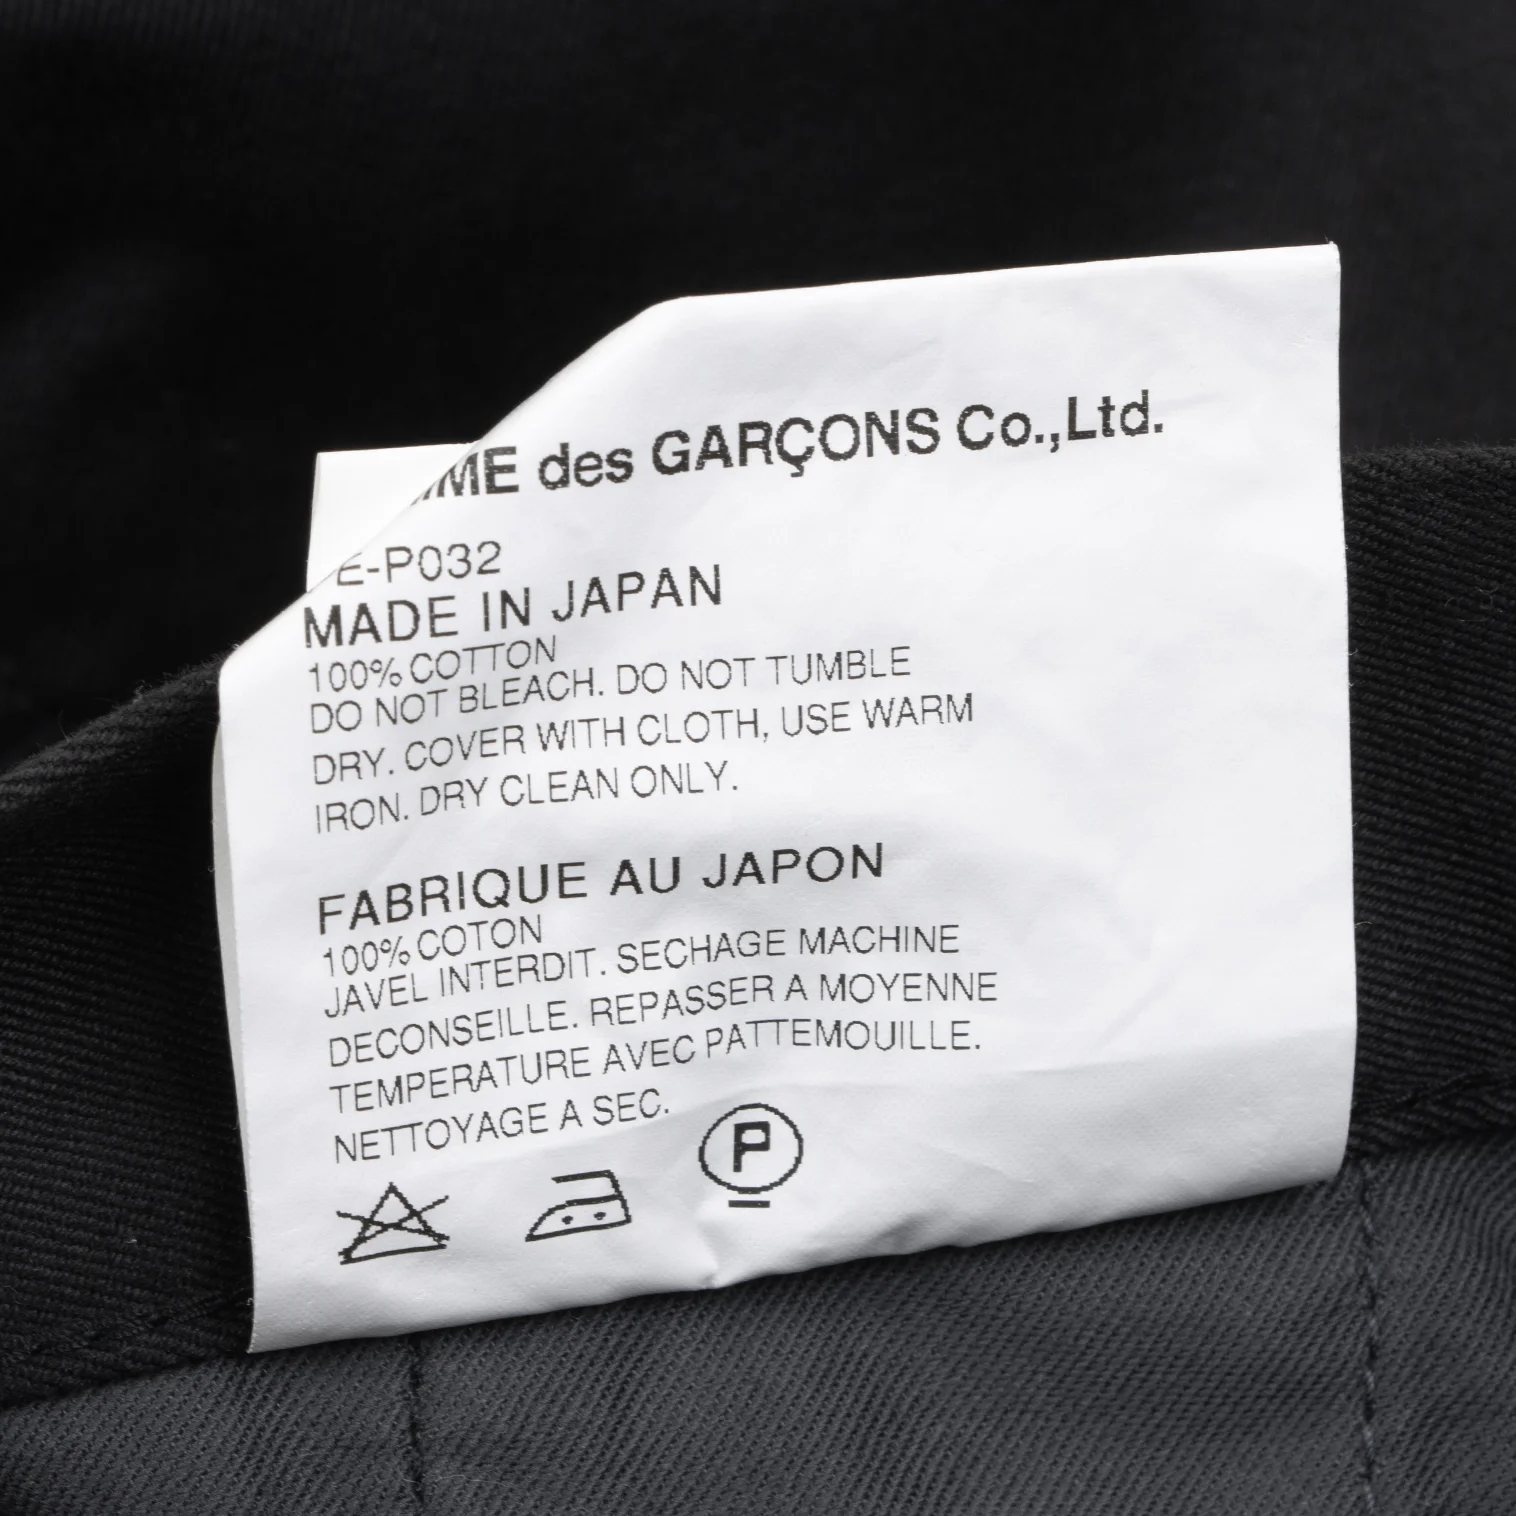 MME des GARÇONS Co.,Ltd.
E-P032
MADE IN JAPAN
100% COTTON
DO NOT BLEACH. DO NOT TUMBLE
DRY. COVER WITH CLOTH, USE WARM
IRON. DRY CLEAN ONLY.
FABRIQUE AU JAPON
100% COTON
JAVEL INTERDIT. SECHAGE MACHINE
DECONSEILLE. REPASSER A MOYENNE
TEMPERATURE AVEC PATTEMOUILLE.
NETTOYAGE A SEC.
P